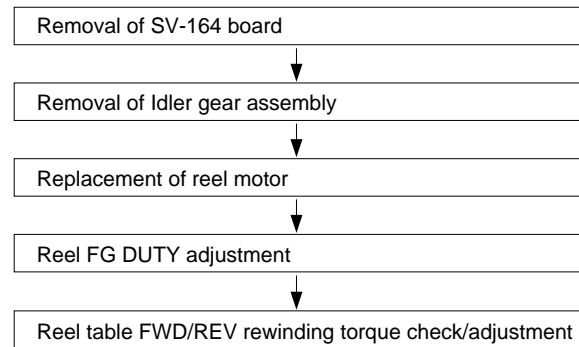 Removal of SV-164 board
Removal of Idler gear assembly
Replacement of reel motor
Reel FG DUTY adjustment
Reel table FWD/REV rewinding torque check/adjustment